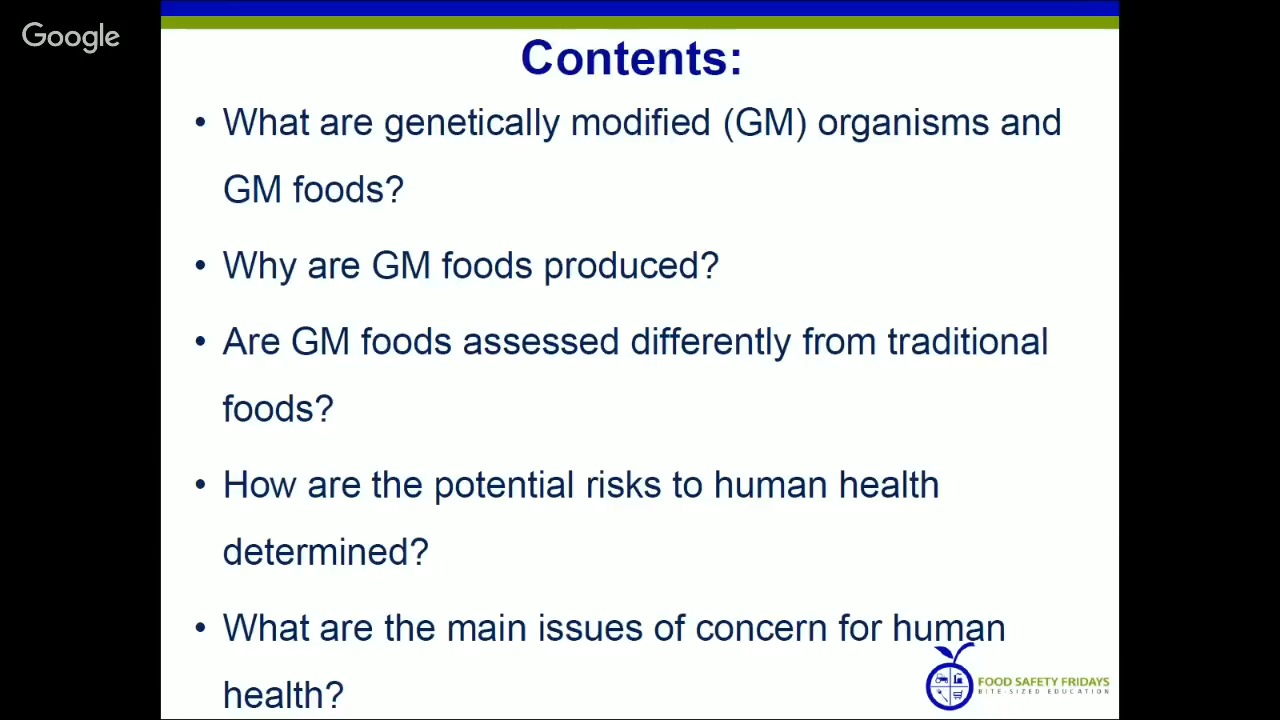 Google
Contents:
• What are genetically modified (GM) organisms and
GM foods?
• Why are GM foods produced?
• Are GM foods assessed differently from traditional
foods?
• How are the potential risks to human health
determined?
• What are the main issues of concern for human
health?
FOOD SAFETY FRIDAYS
BITE-SIZED EDUCATION